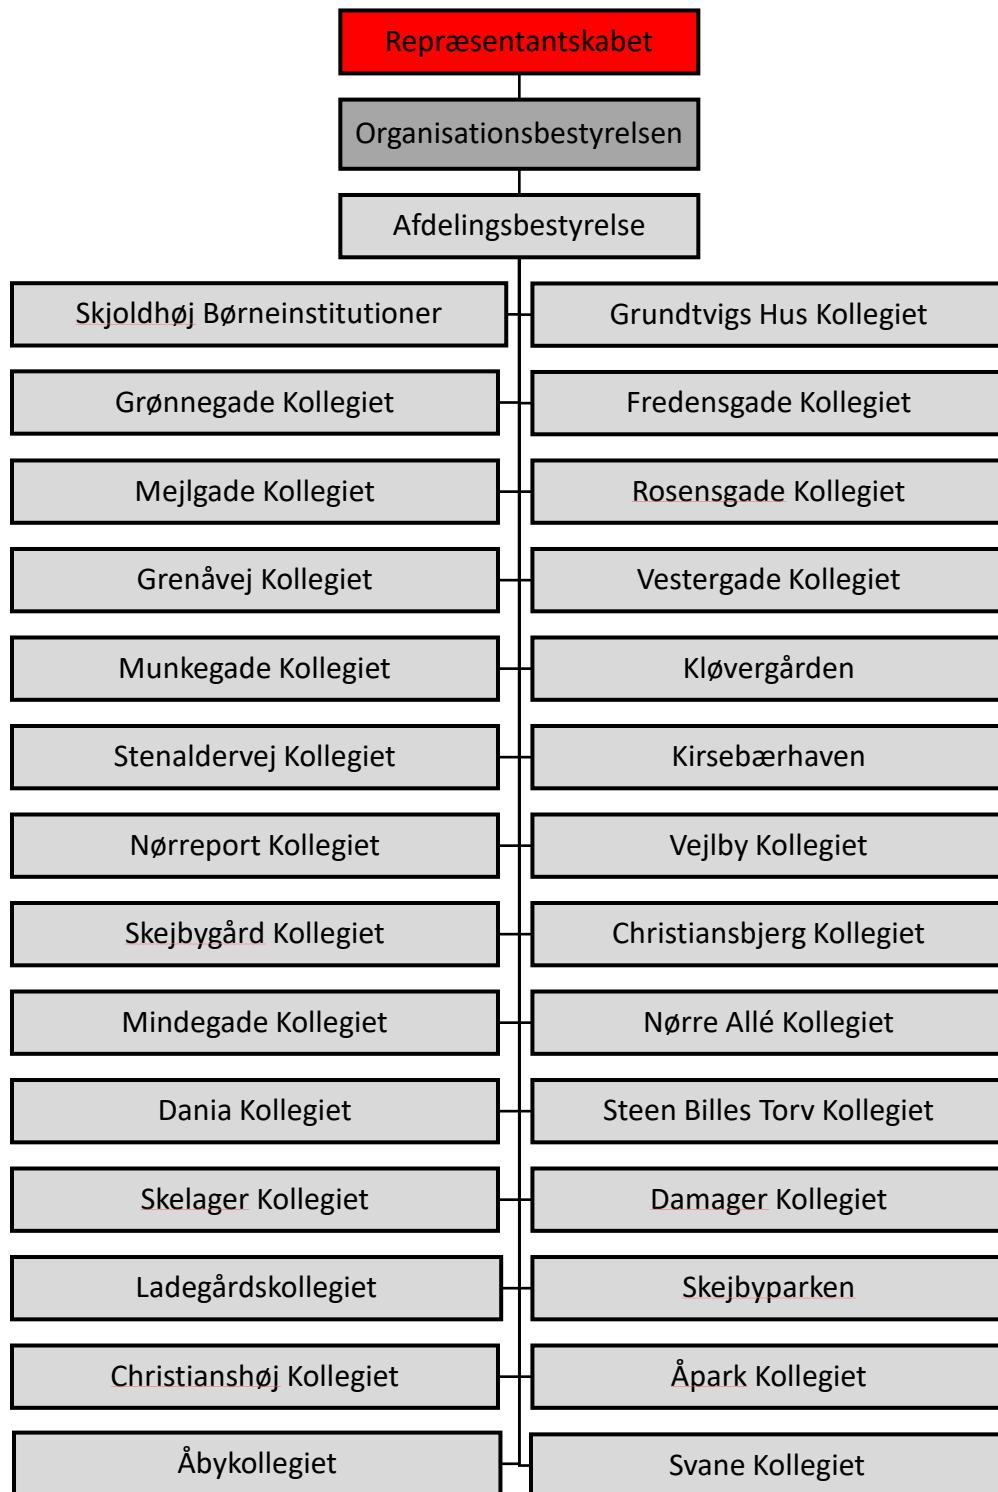 Repræsentantskabet
Organisationsbestyrelsen
Afdelingsbestyrelse
Skjoldhøj Børneinstitutioner
Grundtvigs Hus Kollegiet
Grønnegade Kollegiet
Fredensgade Kollegiet
Mejlgade Kollegiet
Rosensgade Kollegiet
Grenåvej Kollegiet
Vestergade Kollegiet
Munkegade Kollegiet
Kløvergården
Stenaldervej Kollegiet
Kirsebærhaven
Nørreport Kollegiet
Vejlby Kollegiet
Skejbygård Kollegiet
Christiansbjerg Kollegiet
Mindegade Kollegiet
Nørre Allé Kollegiet
Dania Kollegiet
Steen Billes Torv Kollegiet
Skelager Kollegiet
Damager Kollegiet
Ladegårdskollegiet
Skejbyparken
Christianshøj Kollegiet
Åpark Kollegiet
Åbykollegiet
Svane Kollegiet